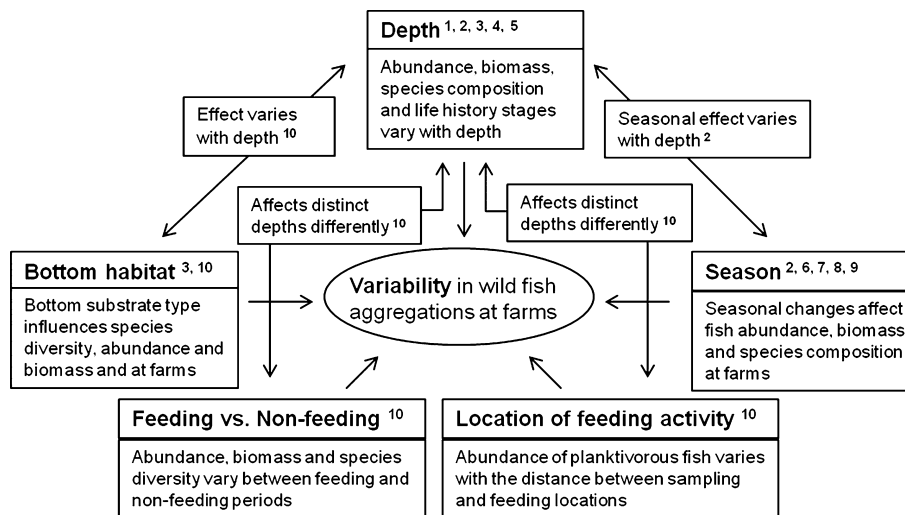 Depth 1, 2, 3, 4, 5
Abundance, biomass,
species composition
and life history stages
vary with depth
Effect varies
with depth 10
Seasonal effect varies
with depth 2
Affects distinct
depths differently 10
Affects distinct
depths differently 10
Bottom habitat 3, 10
Bottom substrate type
influences species
diversity, abundance and
biomass and at farms
Variability in wild fish
aggregations at farms
Season 2, 6, 7, 8, 9
Seasonal changes affect
fish abundance, biomass
and species composition
at farms
Feeding vs. Non-feeding 10
Abundance, biomass and species
diversity vary between feeding and
non-feeding periods
Location of feeding activity 10
Abundance of planktivorous fish varies
with the distance between sampling
and feeding locations